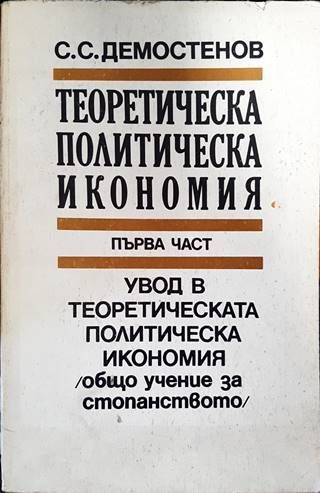 С.С.ДЕМОСТЕНОВ
ТЕОРЕТИЧЕСКА
ПОЛИТИЧЕСКА
ИКОНОМИЯ
ПЪРВА ЧАСТ
УВОД В
ТЕОРЕТИЧЕСКАТА
ПОЛИТИЧЕСКА
ИКОНОМИЯ
/общо учение за
стопанството/